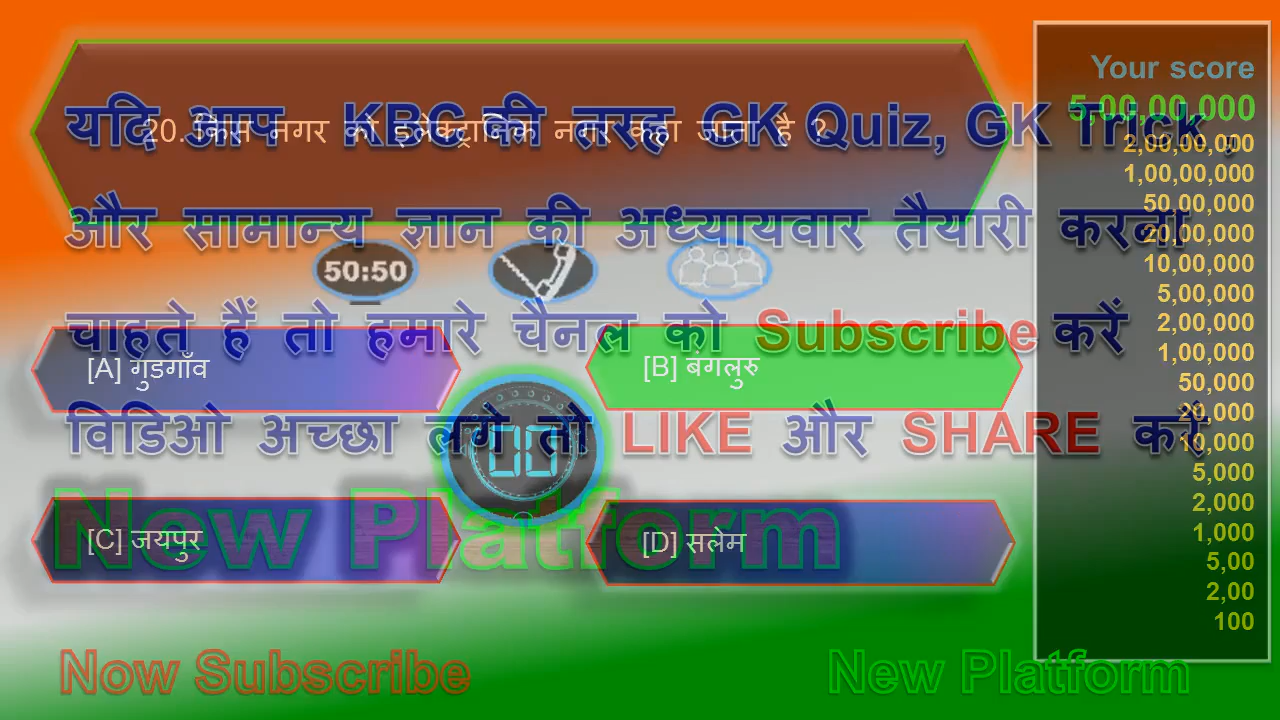 20. किस नगर को इलेक्ट्रानिक नगर कहा जाता है ?
यदि आप KBC की तरह GK Quiz, GK Trick ,
और सामान्य ज्ञान की अध्यायवार तैयारी करना
चाहते हैं तो हमारे चैनल को Subscribe करें
विडिओ अच्छा लगे तो LIKE और SHARE करें
50:50
[A] गुडगाँव
[B] बंगलुरु
00
[C] जयपुर
[D] सलेम
New Platform
Now Subscribe
New Platform
Your score
5,00,00,000
2,00,00,000
1,00,00,000
50,00,000
20,00,000
10,00,000
5,00,000
2,00,000
1,00,000
50,000
20,000
10,000
5,000
2,000
1,000
5,00
2,00
100